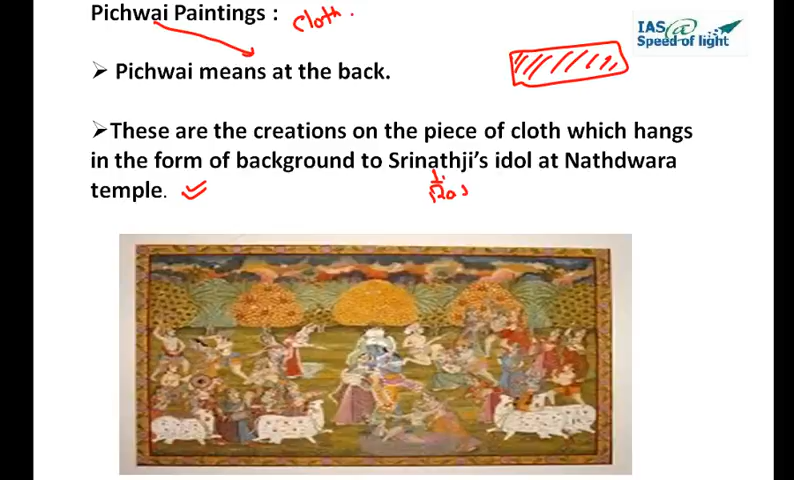 Pichwai Paintings : cloth.
IAS@
Speed of light
➢ Pichwai means at the back.
➢These are the creations on the piece of cloth which hangs
in the form of background to Srinathji's idol at Nathdwara
temple.